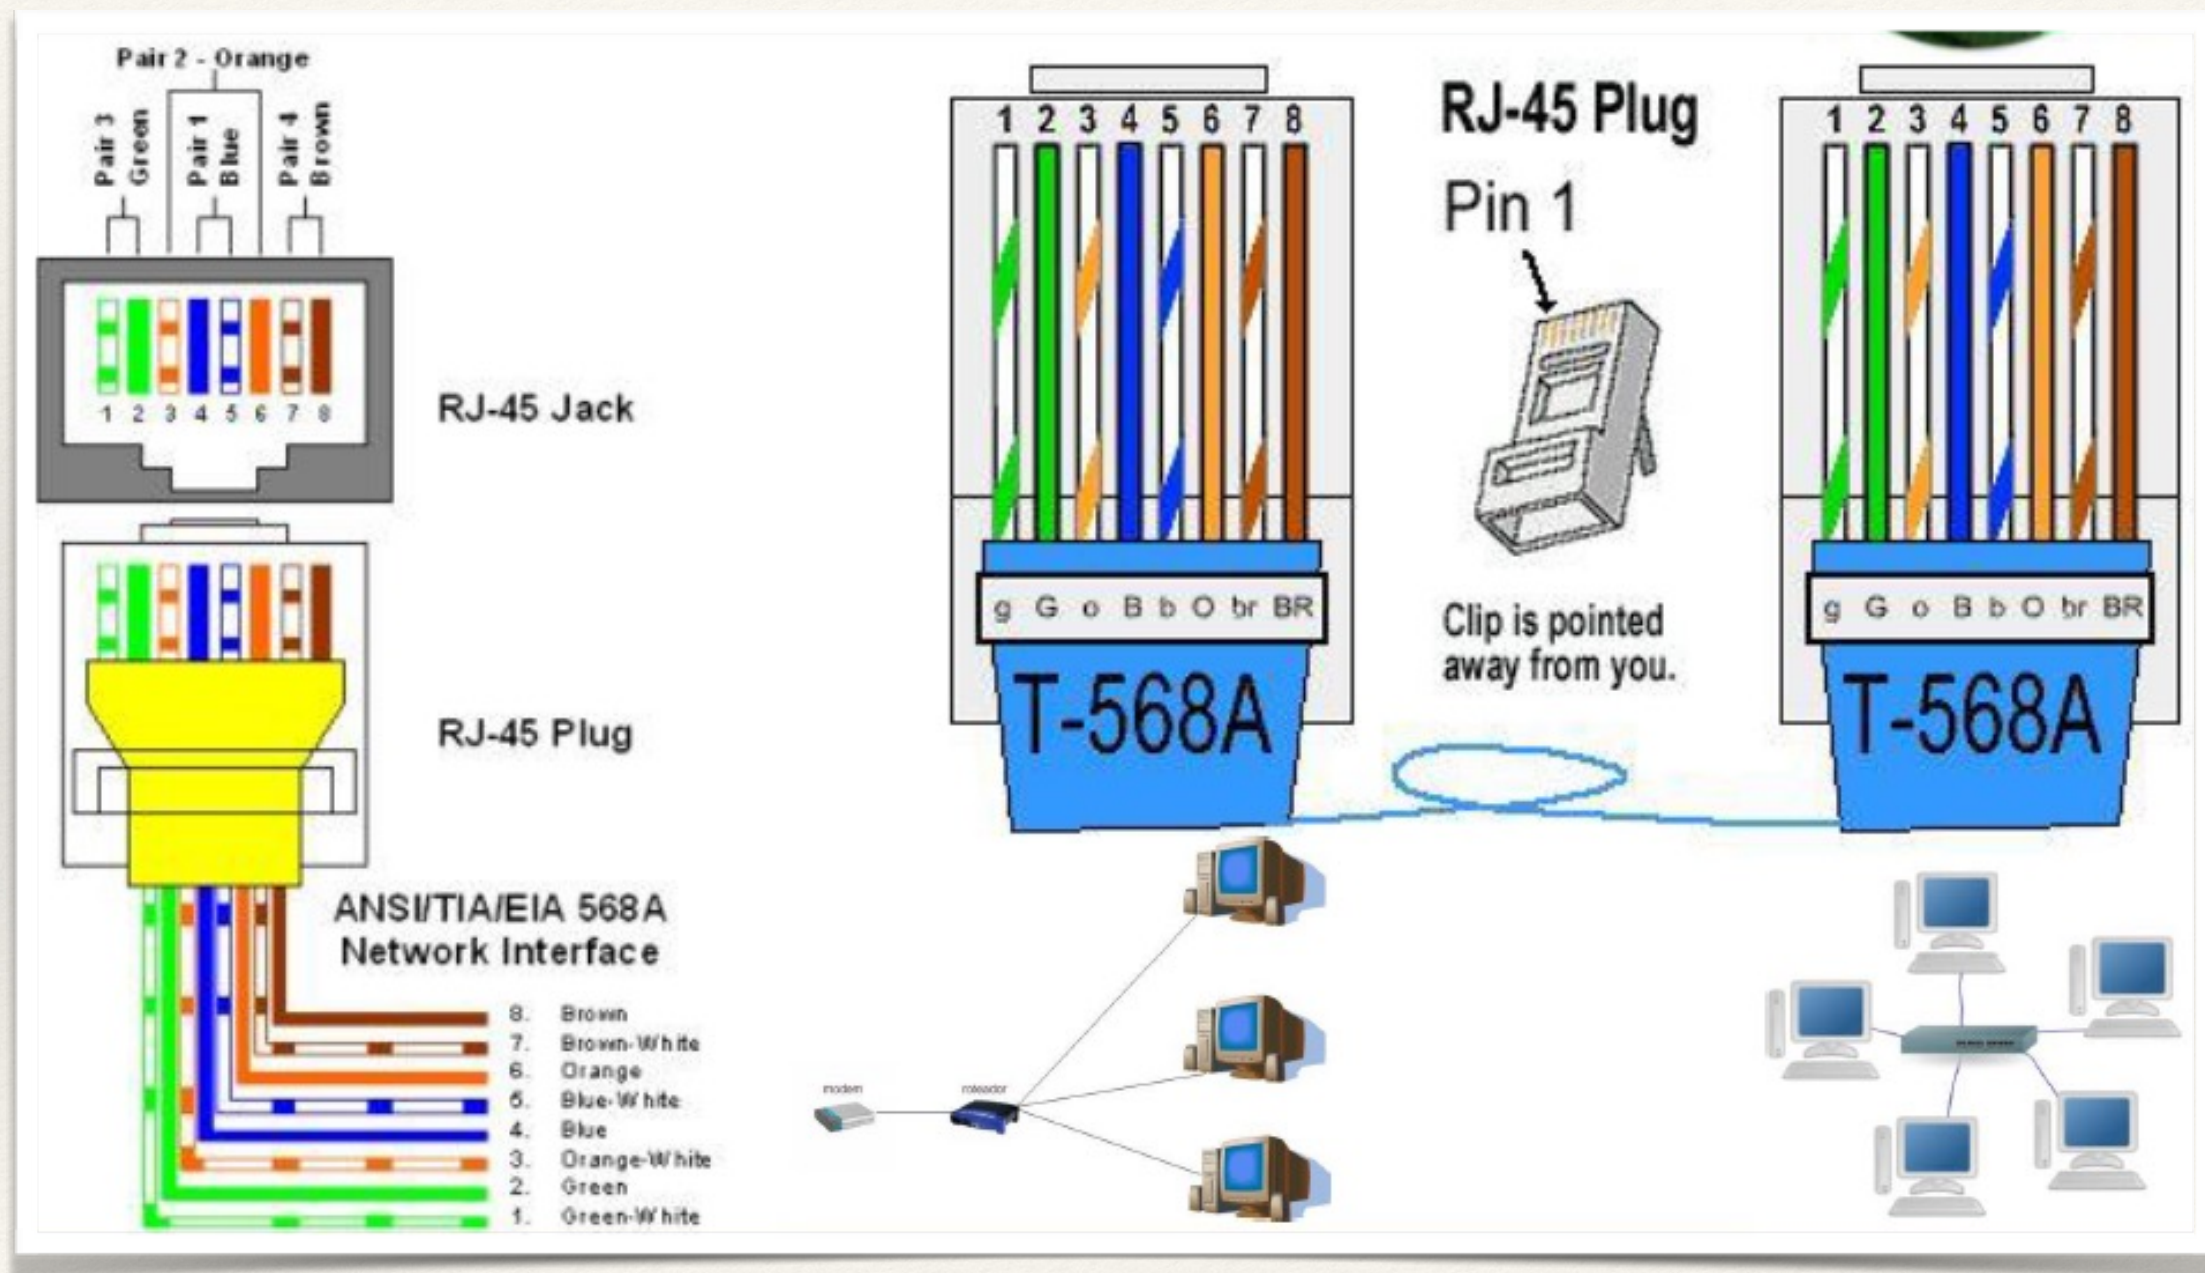 Pair 2 - Orange
Pair 3
Green
Pair 1
Blue
Pair 4
Brown
1 2 3 4 5 6 7 8
RJ-45 Jack
RJ-45 Plug
ANSI/TIA/EIA 568A
Network Interface
8. Brown
7. Brown-White
6. Orange
5. Blue-White
4. Blue
3. Orange-White
2. Green
1. Green-White
1 2 3 4 5 6 7 8
g G o B b O br BR
T-568A
RJ-45 Plug
Pin 1
Clip is pointed
away from you.
1 2 3 4 5 6 7 8
g G o B b O br BR
T-568A
modem
roteador